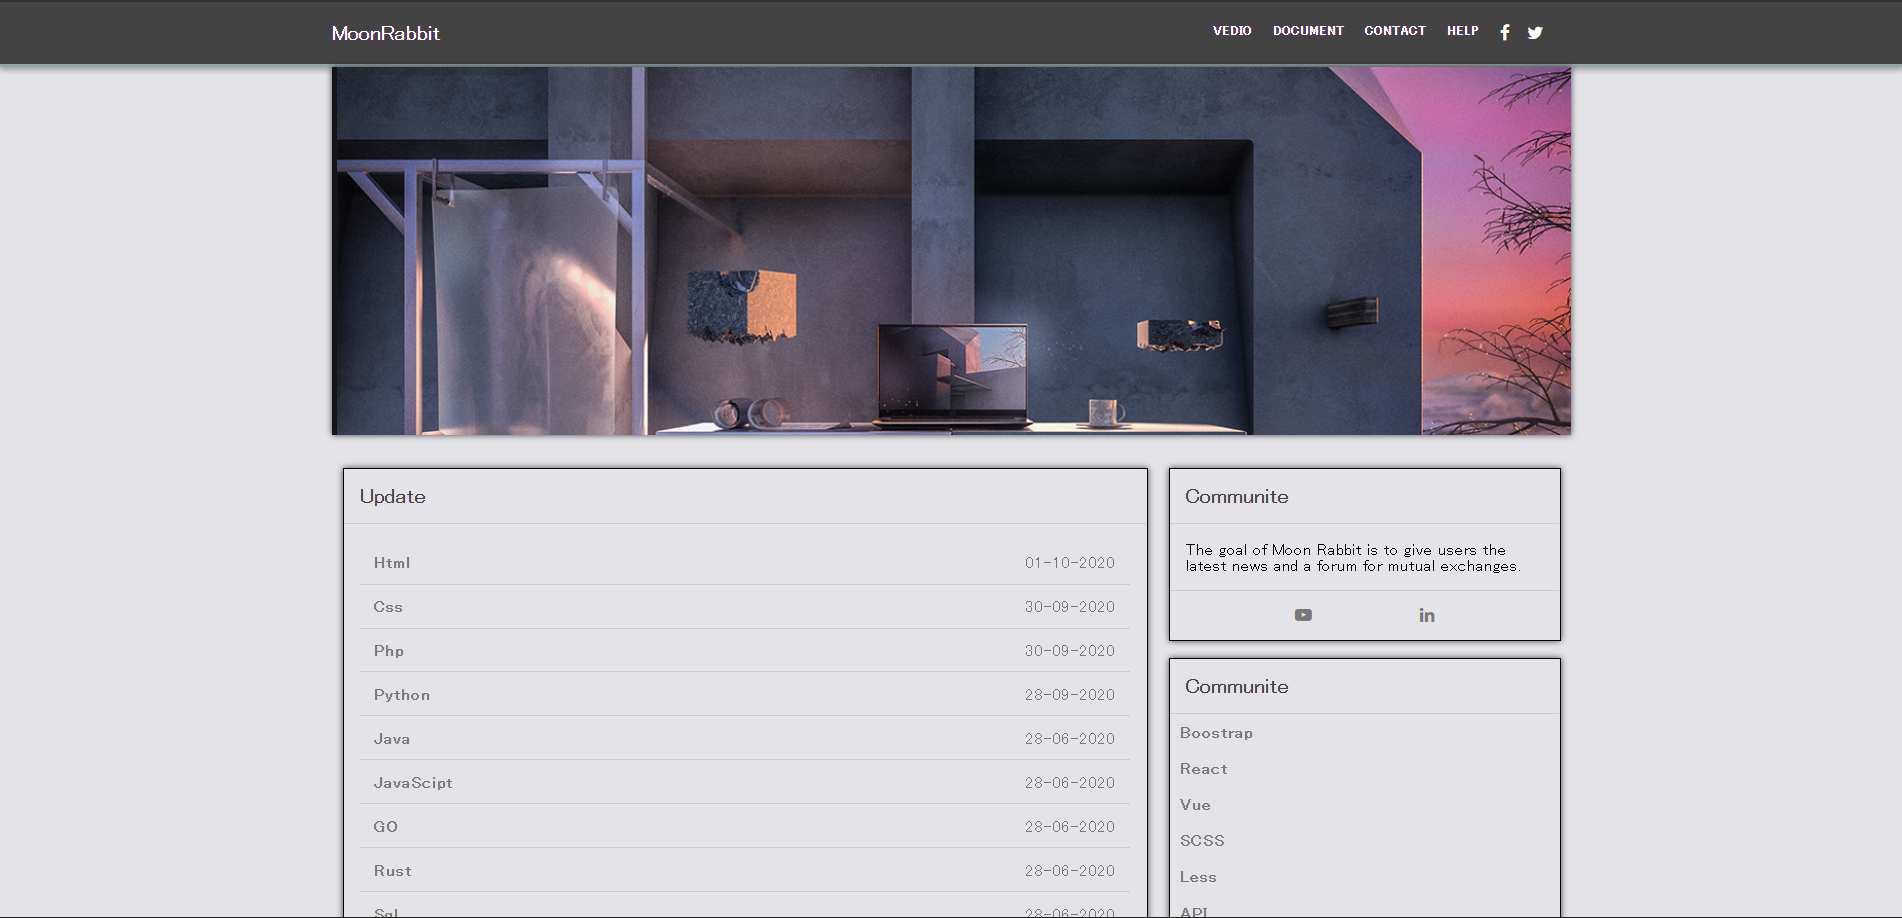 MoonRabbit
VEDIO DOCUMENT CONTACT HELP
Update
Html 01-10-2020
Css 30-09-2020
Php 30-09-2020
Python 28-09-2020
Java 28-06-2020
JavaScipt 28-06-2020
GO 28-06-2020
Rust 28-06-2020
Sql 28-06-2020
Communite
The goal of Moon Rabbit is to give users the
latest news and a forum for mutual exchanges.
Communite
Boostrap
React
Vue
SCSS
Less
API